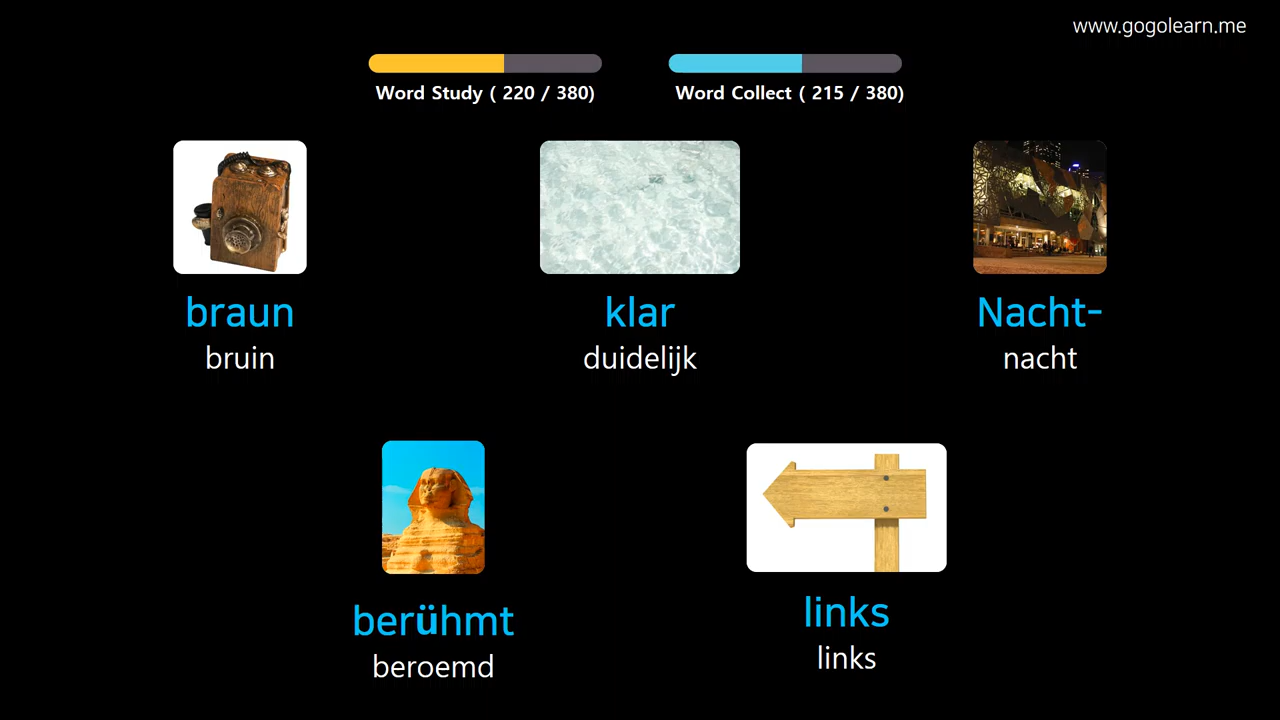 www.gogolearn.me
Word Study ( 220 / 380)
Word Collect ( 215 / 380)
braun
bruin
klar
duidelijk
Nacht-
nacht
berühmt
beroemd
links
links